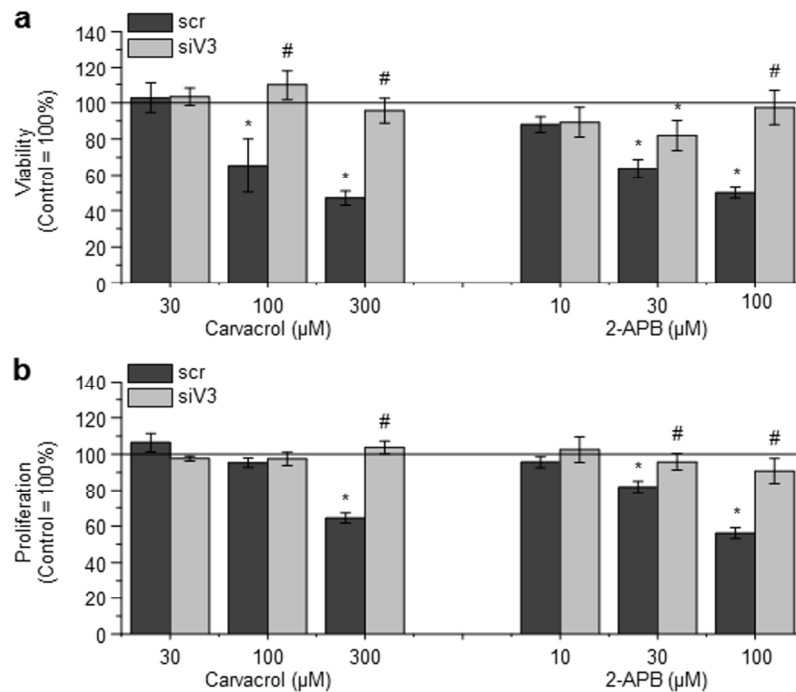 a
scr
siV3
Viability
(Control = 100%)
140
120
100
80
60
40
20
0
* # * # * * * #
30 100 300 10 30 100
Carvacrol (µM) 2-APB (µM)
b
scr
siV3
Proliferation
(Control = 100%)
140
120
100
80
60
40
20
0
* # * # * #
30 100 300 10 30 100
Carvacrol (µM) 2-APB (µM)